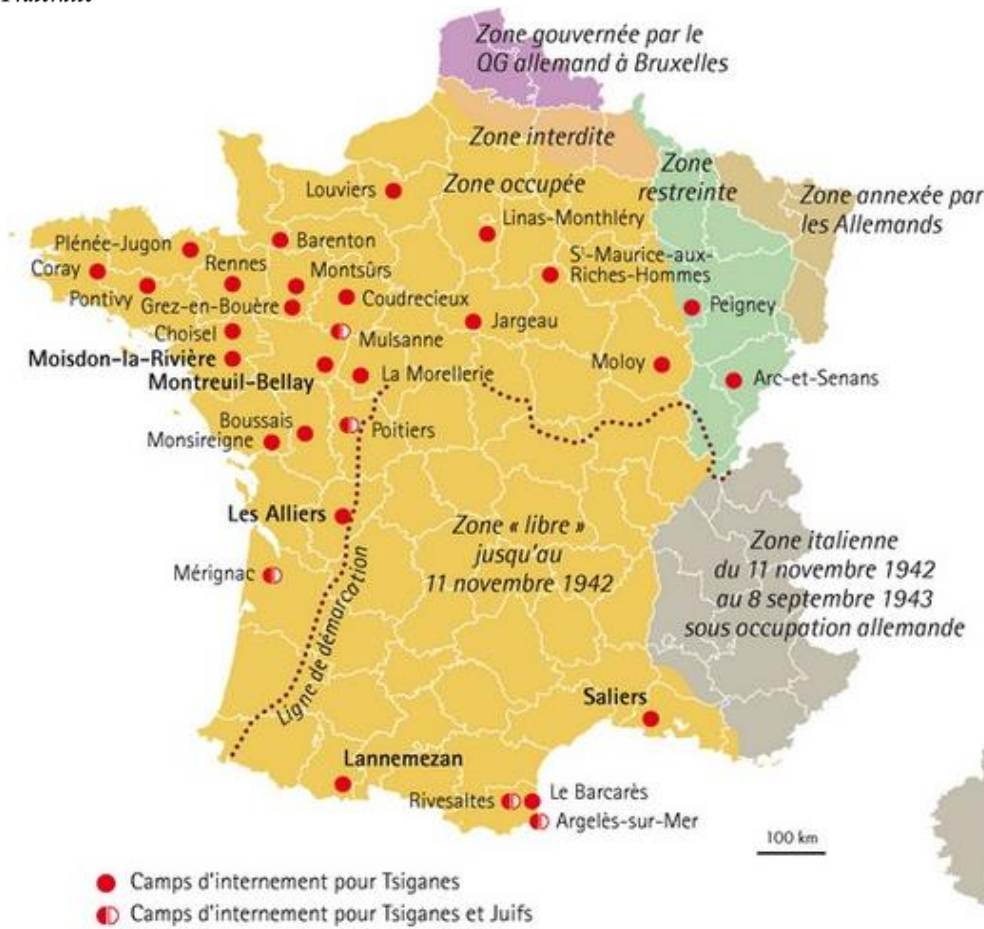 Zone gouvernée par le
QG allemand à Bruxelles
Zone interdite
Zone
restreinte
Zone occupée
Zone annexée par
les Allemands
Louviers
Linas-Monthléry
Plénée-Jugon
Barenton
Sᵗ-Maurice-aux-
Riches-Hommes
Coray
Rennes
Montsûrs
Pontivy
Grez-en-Bouère
Coudrecieux
Peigney
Choisel
Mulsanne
Jargeau
Moisdon-la-Rivière
Montreuil-Bellay
La Morellerie
Moloy
Arc-et-Senans
Boussais
Monsireigne
Poitiers
Les Alliers
Zone « libre »
jusqu'au
11 novembre 1942
Zone italienne
du 11 novembre 1942
au 8 septembre 1943
sous occupation allemande
Mérignac
Ligne de démarcation
Saliers
Lannemezan
Rivesaltes
Le Barcarès
Argelès-sur-Mer
100 km
Camps d'internement pour Tsiganes
Camps d'internement pour Tsiganes et Juifs